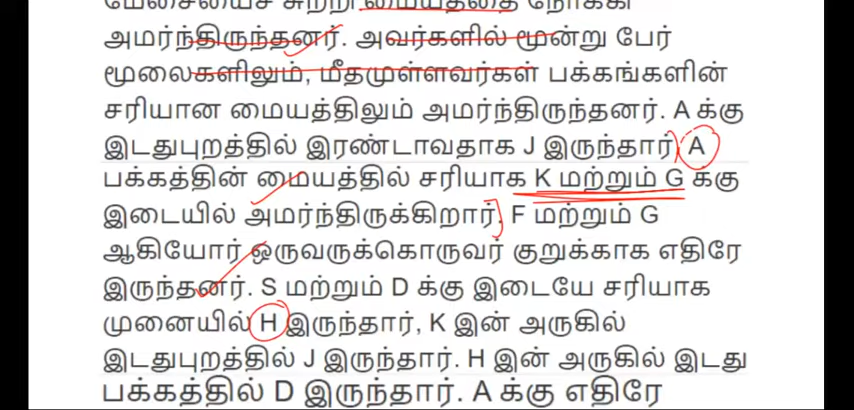 மேசையைச் சுற்றி மையத்தை நோக்கி
அமர்ந்திருந்தனர். அவர்களில் மூன்று பேர்
மூலைகளிலும், மீதமுள்ளவர்கள் பக்கங்களின்
சரியான மையத்திலும் அமர்ந்திருந்தனர். A க்கு
இடதுபுறத்தில் இரண்டாவதாக J இருந்தார். A
பக்கத்தின் மையத்தில் சரியாக K மற்றும் G க்கு
இடையில் அமர்ந்திருக்கிறார். F மற்றும் G
ஆகியோர் ஒருவருக்கொருவர் குறுக்காக எதிரே
இருந்தனர். S மற்றும் D க்கு இடையே சரியாக
முனையில் H இருந்தார், K இன் அருகில்
இடதுபுறத்தில் J இருந்தார். H இன் அருகில் இடது
பக்கத்தில் D இருந்தார். A க்கு எதிரே